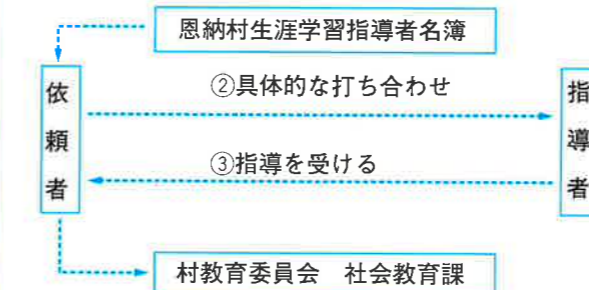 恩納村生涯学習指導者名簿
②具体的な打ち合わせ
依頼者
指導者
③指導を受ける
村教育委員会　社会教育課